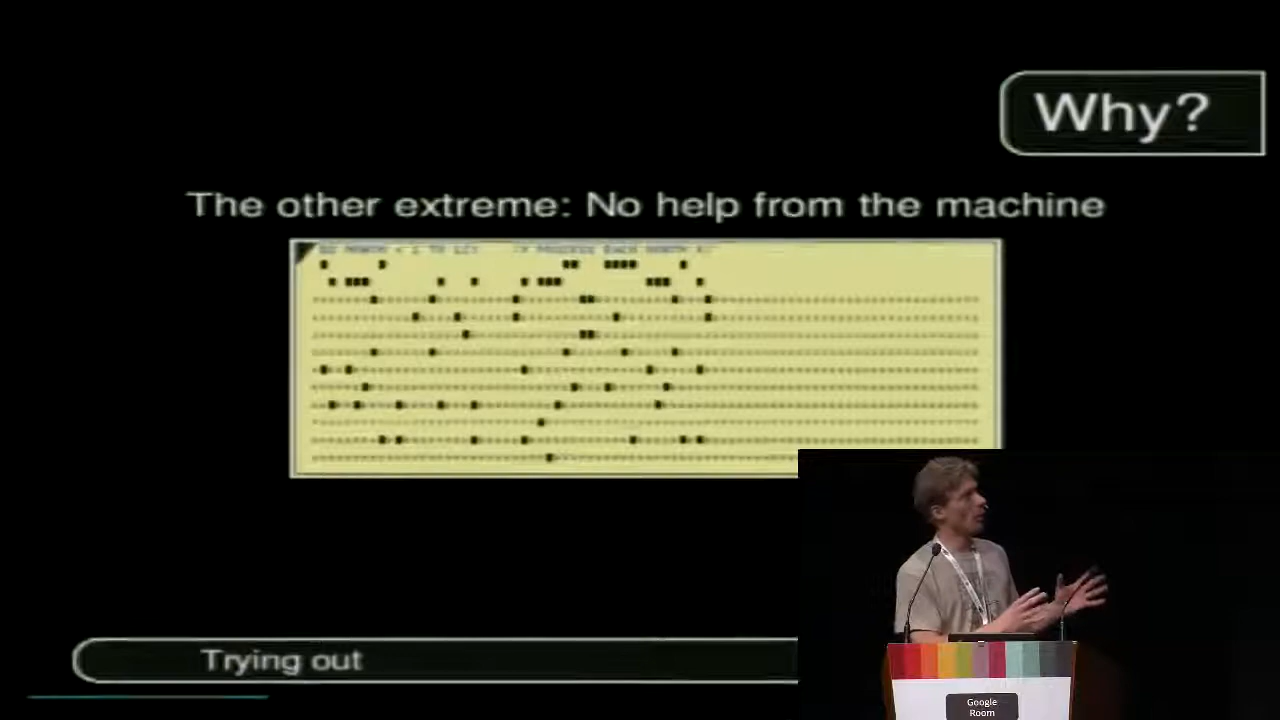 Why?
The other extreme: No help from the machine
Trying out
Google
Room